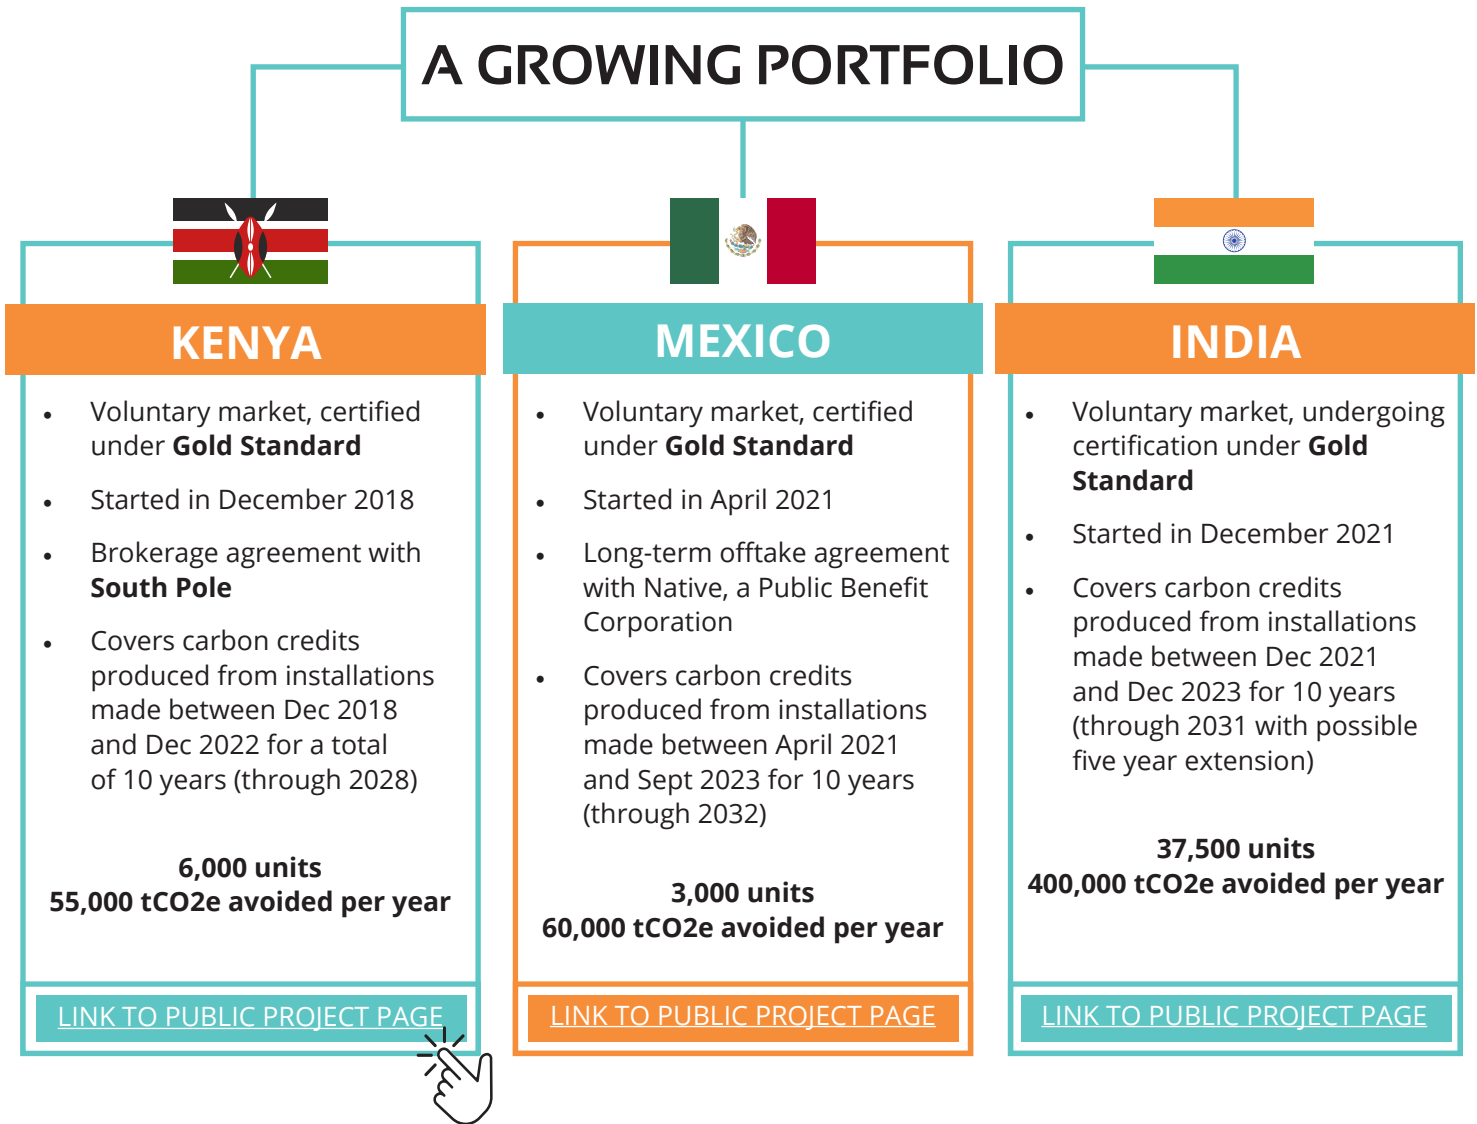 A GROWING PORTFOLIO
KENYA
• Voluntary market, certified
under Gold Standard
• Started in December 2018
• Brokerage agreement with
South Pole
• Covers carbon credits
produced from installations
made between Dec 2018
and Dec 2022 for a total
of 10 years (through 2028)
6,000 units
55,000 tCO2e avoided per year
LINK TO PUBLIC PROJECT PAGE
MEXICO
• Voluntary market, certified
under Gold Standard
• Started in April 2021
• Long-term offtake agreement
with Native, a Public Benefit
Corporation
• Covers carbon credits
produced from installations
made between April 2021
and Sept 2023 for 10 years
(through 2032)
3,000 units
60,000 tCO2e avoided per year
LINK TO PUBLIC PROJECT PAGE
INDIA
• Voluntary market, undergoing
certification under Gold
Standard
• Started in December 2021
• Covers carbon credits
produced from installations
made between Dec 2021
and Dec 2023 for 10 years
(through 2031 with possible
five year extension)
37,500 units
400,000 tCO2e avoided per year
LINK TO PUBLIC PROJECT PAGE